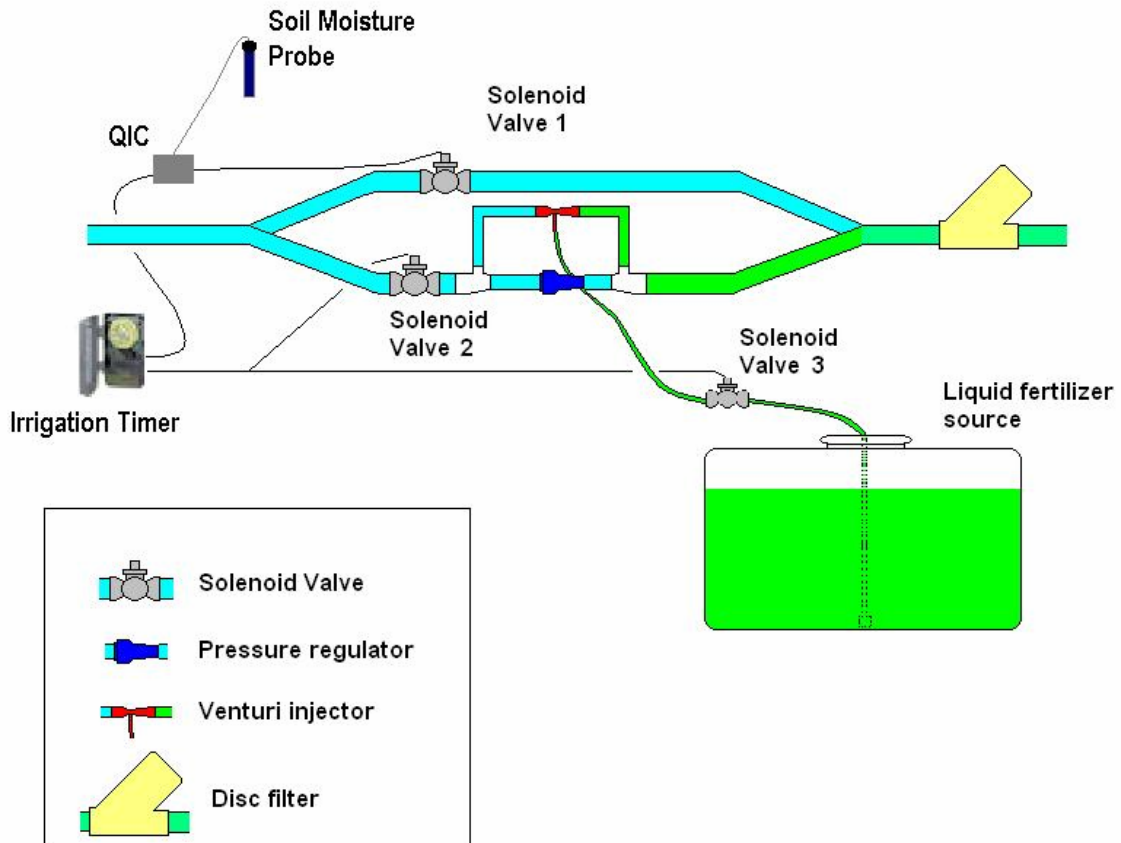 Soil Moisture
Probe
Solenoid
Valve 1
QIC
Solenoid
Valve 2
Solenoid
Valve 3
Irrigation Timer
Liquid fertilizer
source
Solenoid Valve
Pressure regulator
Venturi injector
Disc filter